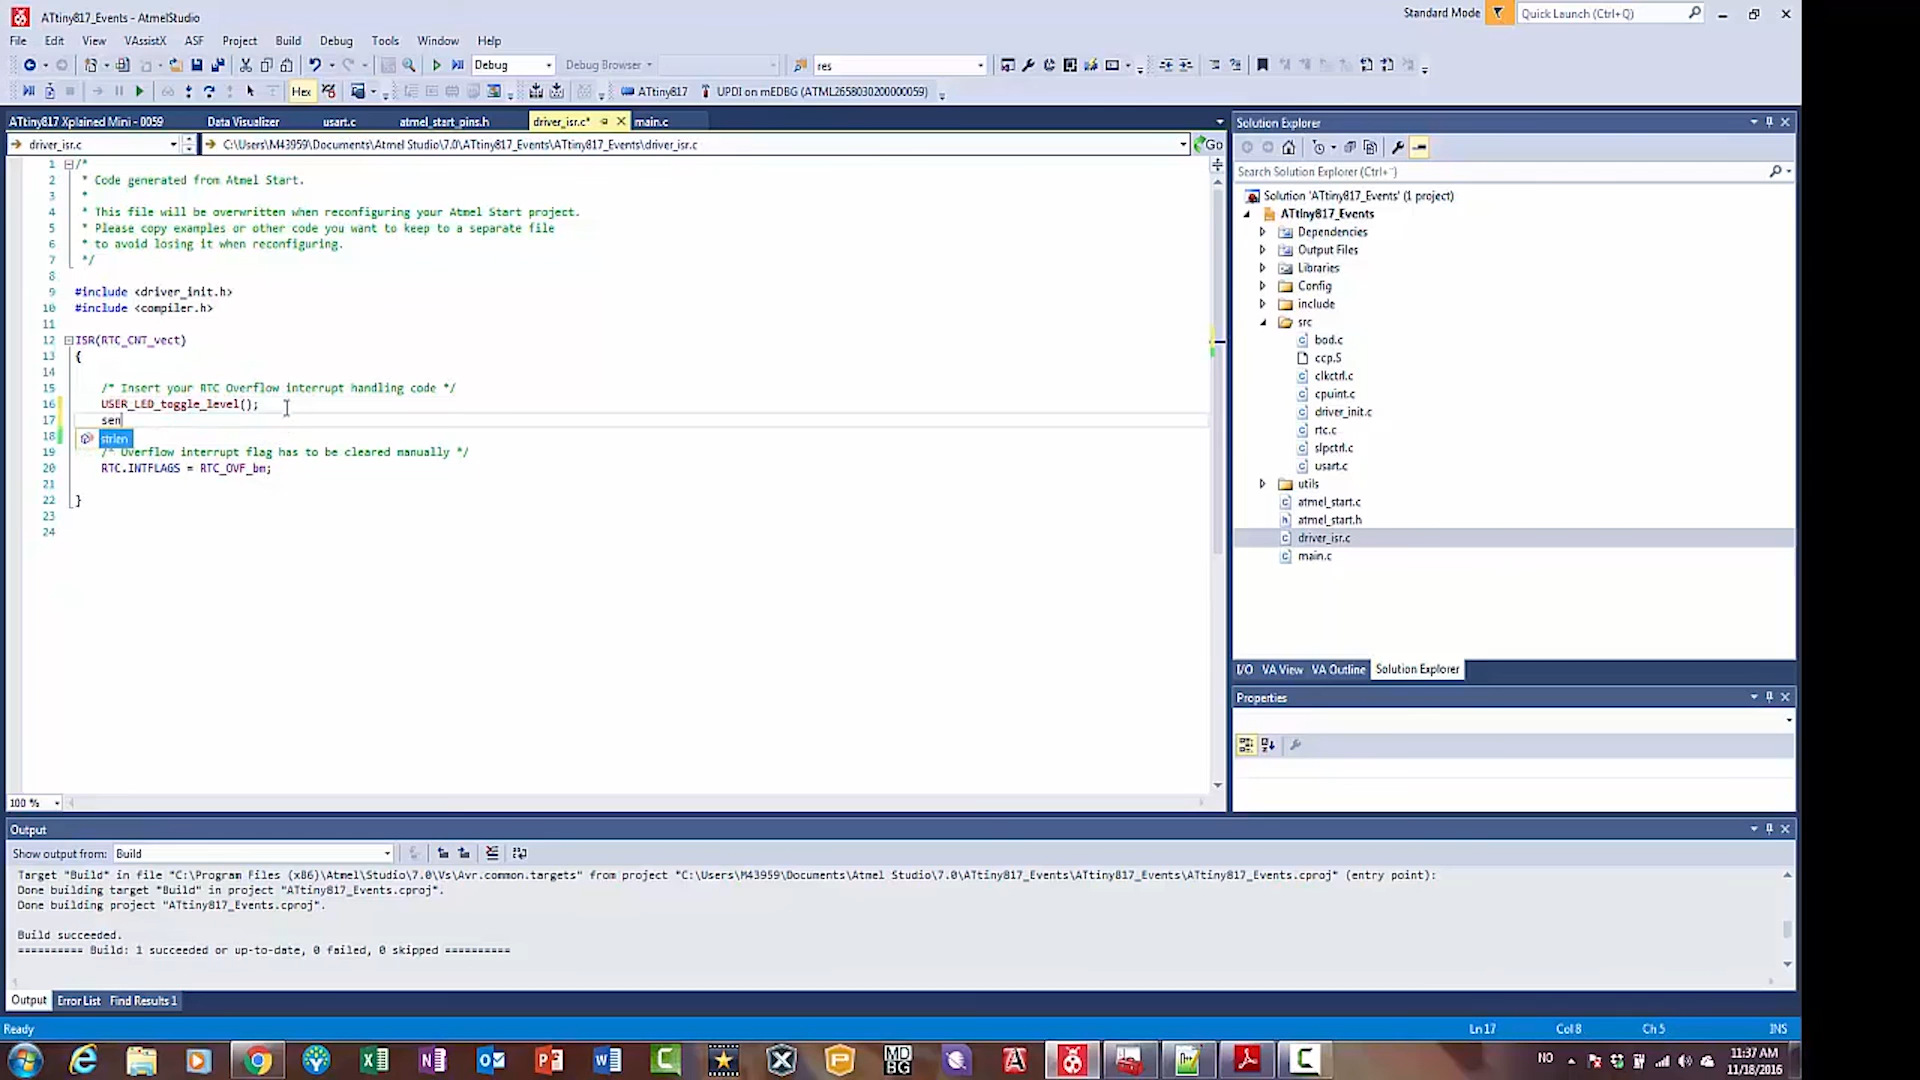 ATtiny817_Events - AtmelStudio
Standard Mode
Quick Launch (Ctrl+Q)
File Edit View VAssistX ASF Project Build Debug Tools Window Help
Debug
Debug Browser
res
Hex
ATtiny817
UPDI on mEDBG (ATML2658030200000059)
ATtiny817 Xplained Mini - 0059
Data Visualizer
usart.c
atmel_start_pins.h
driver_isr.c*
main.c
driver_isr.c
C:\Users\M43959\Documents\Atmel Studio\7.0\ATtiny817_Events\ATtiny817_Events\driver_isr.c
Go
1 /*
2 * Code generated from Atmel Start.
3 *
4 * This file will be overwritten when reconfiguring your Atmel Start project.
5 * Please copy examples or other code you want to keep to a separate file
6 * to avoid losing it when reconfiguring.
7 */
8
9 #include <driver_init.h>
10 #include <compiler.h>
11
12 ISR(RTC_CNT_vect)
13 {
14
15 /* Insert your RTC Overflow interrupt handling code */
16 USER_LED_toggle_level();
17 sen
18 strlen
19 /* Overflow interrupt flag has to be cleared manually */
20 RTC.INTFLAGS = RTC_OVF_bm;
21
22 }
23
24
100 %
Solution Explorer
Search Solution Explorer (Ctrl+¨)
Solution 'ATtiny817_Events' (1 project)
ATtiny817_Events
Dependencies
Output Files
Libraries
Config
include
src
bod.c
ccp.S
clkctrl.c
cpuint.c
driver_init.c
rtc.c
slpctrl.c
usart.c
utils
atmel_start.c
atmel_start.h
driver_isr.c
main.c
I/O VA View VA Outline Solution Explorer
Properties
Output
Show output from: Build
Target "Build" in file "C:\Program Files (x86)\Atmel\Studio\7.0\Vs\Avr.common.targets" from project "C:\Users\M43959\Documents\Atmel Studio\7.0\ATtiny817_Events\ATtiny817_Events\ATtiny817_Events.cproj" (entry point):
Done building target "Build" in project "ATtiny817_Events.cproj".
Done building project "ATtiny817_Events.cproj".
Build succeeded.
========== Build: 1 succeeded or up-to-date, 0 failed, 0 skipped ==========
Output Error List Find Results 1
Ready
Ln 17
Col 8
Ch 5
INS
MD
BG
NO
11:37 AM
11/18/2016